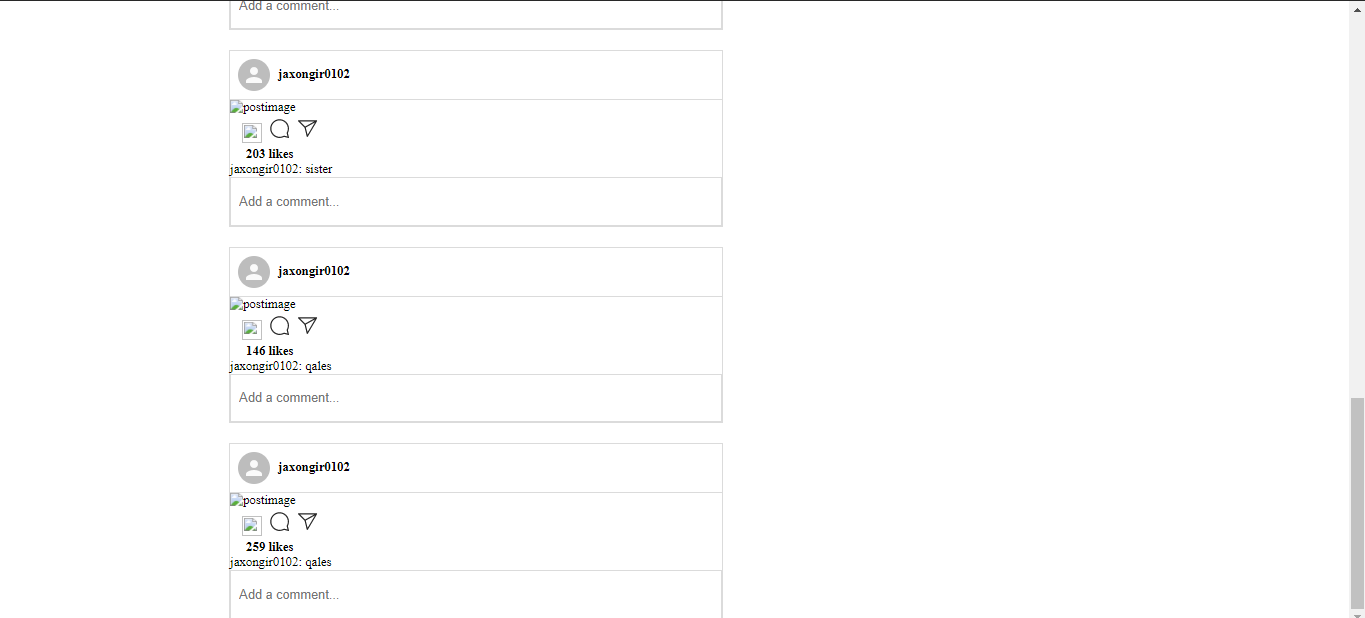 Add a comment...
jaxongir0102
postimage
203 likes
jaxongir0102: sister
Add a comment...
jaxongir0102
postimage
146 likes
jaxongir0102: qales
Add a comment...
jaxongir0102
postimage
259 likes
jaxongir0102: qales
Add a comment...